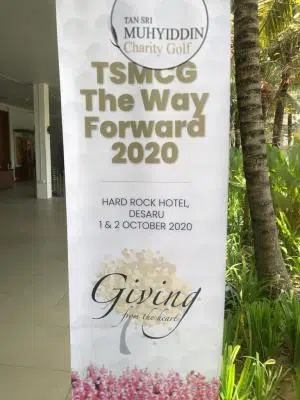 TAN SRI
MUHYIDDIN
Charity Golf
TSMCG
The Way
Forward
2020
HARD ROCK HOTEL,
DESARU
1 & 2 OCTOBER 2020
Giving
from the heart